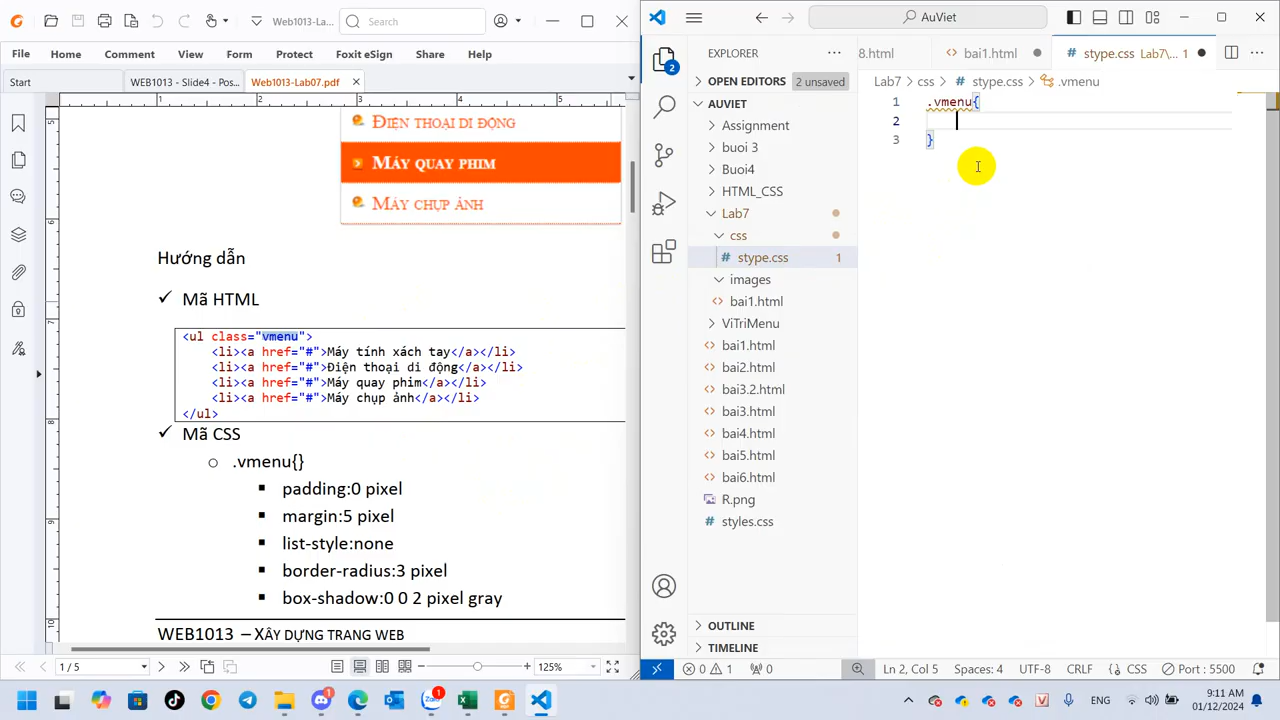 Web1013-La...
Search
File
Home
Comment
View
Form
Protect
Foxit eSign
Share
Help
Start
WEB1013 - Slide4 - Pos...
Web1013-Lab07.pdf
1
2
3
4
5
ĐIỆN THOẠI DI ĐỘNG
MÁY QUAY PHIM
MÁY CHỤP ẢNH
Hướng dẫn
Mã HTML
<ul class="vmenu">
<li><a href="#">Máy tính xách tay</a></li>
<li><a href="#">Điện thoại di động</a></li>
<li><a href="#">Máy quay phim</a></li>
<li><a href="#">Máy chụp ảnh</a></li>
</ul>
Mã CSS
.vmenu{}
padding:0 pixel
margin:5 pixel
list-style:none
border-radius:3 pixel
box-shadow:0 0 2 pixel gray
WEB1013 – XÂY DỰNG TRANG WEB
1 / 5
125%
AuViet
EXPLORER
OPEN EDITORS 2 unsaved
AUVIET
Assignment
buoi 3
Buoi4
HTML_CSS
Lab7
css
# stype.css 1
images
bai1.html
ViTriMenu
bai1.html
bai2.html
bai3.2.html
bai3.html
bai4.html
bai5.html
bai6.html
R.png
# styles.css
OUTLINE
TIMELINE
8.html
bai1.html
# stype.css Lab7\... 1
Lab7 > css > # stype.css > .vmenu
1 .vmenu{
2
3 }
0 1 0
Ln 2, Col 5
Spaces: 4
UTF-8
CRLF
{} CSS
Port : 5500
ENG
9:11 AM
01/12/2024